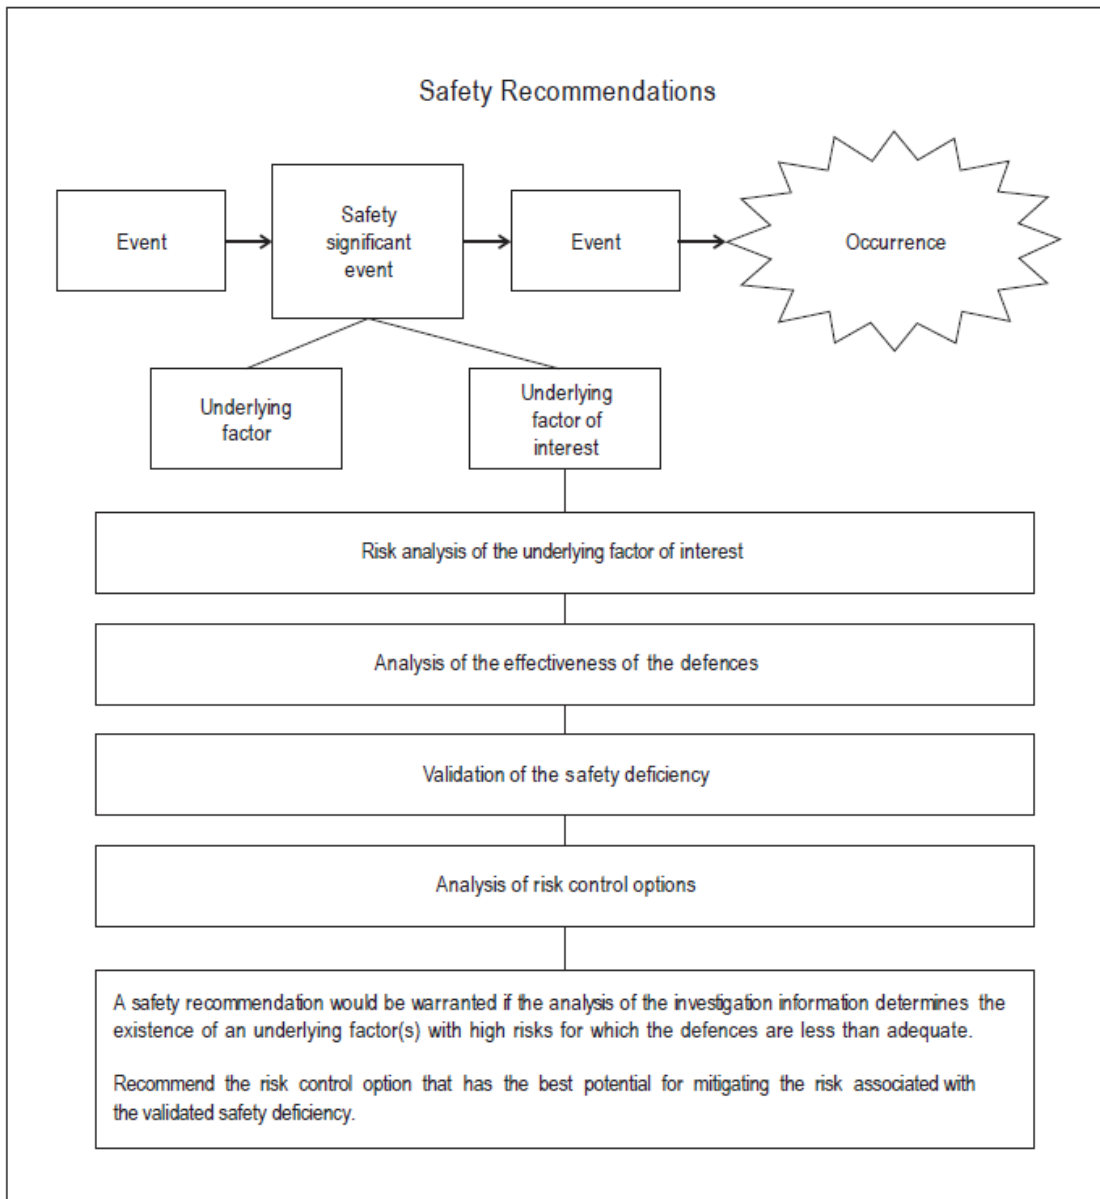 Safety Recommendations
Event
Safety
significant
event
Event
Occurrence
Underlying
factor
Underlying
factor of
interest
Risk analysis of the underlying factor of interest
Analysis of the effectiveness of the defences
Validation of the safety deficiency
Analysis of risk control options
A safety recommendation would be warranted if the analysis of the investigation information determines the
existence of an underlying factor(s) with high risks for which the defences are less than adequate.
Recommend the risk control option that has the best potential for mitigating the risk associated with
the validated safety deficiency.